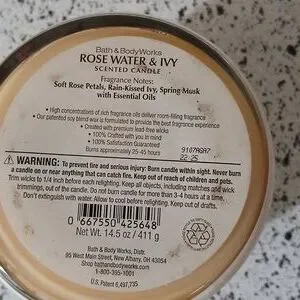 Bath & Body Works
ROSE WATER & IVY
SCENTED CANDLE
Fragrance Notes:
Soft Rose Petals, Rain-Kissed Ivy, Spring Musk
with Essential Oils
• High concentrations of rich fragrance oils deliver room-filling fragrance
• Our patented soy blend wax is formulated to provide the best fragrance experience
• Created with premium lead-free wicks
• 100% Crafted with you in mind
• 100% Satisfaction Guaranteed
Burns approximately 25-45 hours
22:25
WARNING: To prevent fire and serious injury: Burn candle within sight. Never burn
a candle on or near anything that can catch fire. Keep out of reach of children and pets.
Trim wicks to 1/4 inch before each relighting. Keep all objects, including matches and wick
trimmings, out of the candle. Do not burn candle for more than 3-4 hours at a time.
Don't extinguish with water. Allow to cool before relighting. Keep out of drafts.
0 667550 425648
Net Wt. 14.5 oz / 411 g
Bath & Body Works, Distr.
95 West Main Street, New Albany, OH 43054
Shop bathandbodyworks.com
1-800-395-1001
U.S. Patent 6,497,735